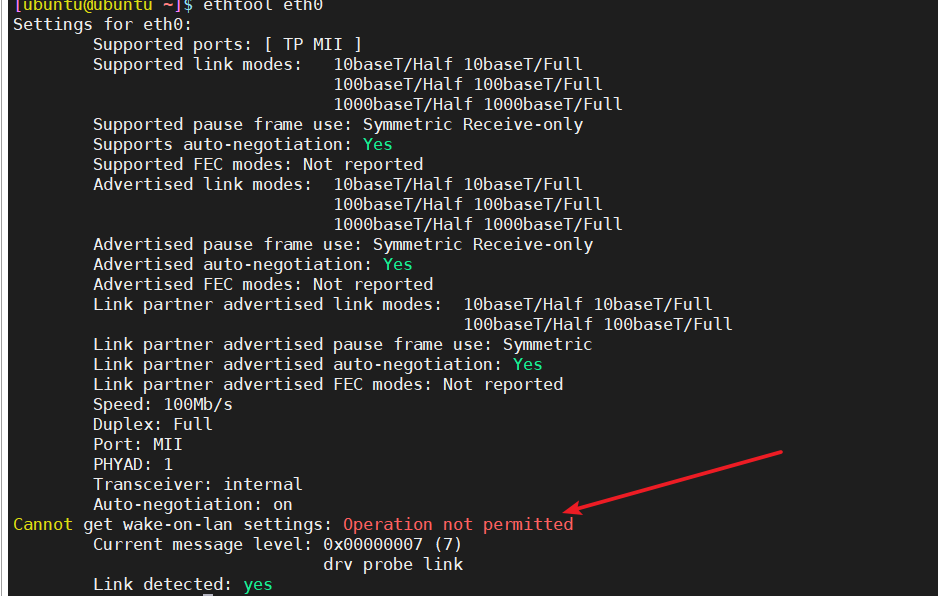 [ubuntu@ubuntu ~]$ ethtool eth0
Settings for eth0:
Supported ports: [ TP MII ]
Supported link modes: 10baseT/Half 10baseT/Full
100baseT/Half 100baseT/Full
1000baseT/Half 1000baseT/Full
Supported pause frame use: Symmetric Receive-only
Supports auto-negotiation: Yes
Supported FEC modes: Not reported
Advertised link modes: 10baseT/Half 10baseT/Full
100baseT/Half 100baseT/Full
1000baseT/Half 1000baseT/Full
Advertised pause frame use: Symmetric Receive-only
Advertised auto-negotiation: Yes
Advertised FEC modes: Not reported
Link partner advertised link modes: 10baseT/Half 10baseT/Full
100baseT/Half 100baseT/Full
Link partner advertised pause frame use: Symmetric
Link partner advertised auto-negotiation: Yes
Link partner advertised FEC modes: Not reported
Speed: 100Mb/s
Duplex: Full
Port: MII
PHYAD: 1
Transceiver: internal
Auto-negotiation: on
Cannot get wake-on-lan settings: Operation not permitted
Current message level: 0x00000007 (7)
drv probe link
Link detected: yes